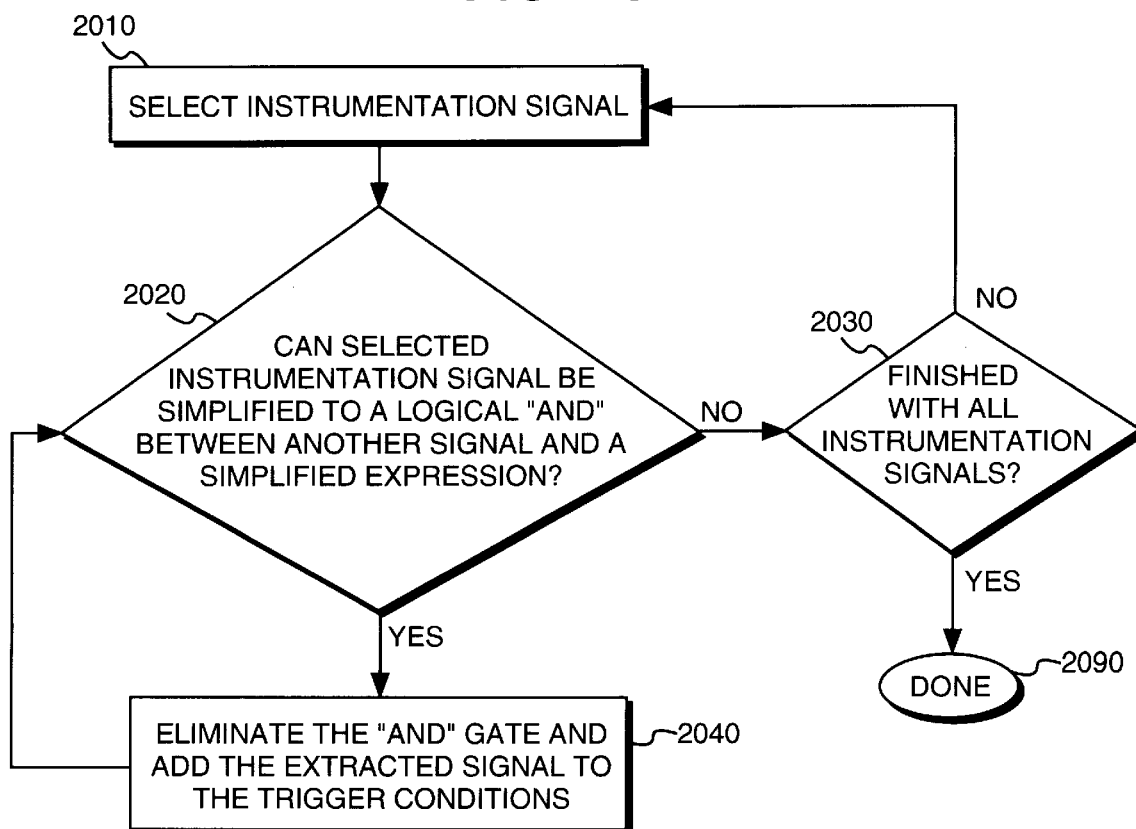 2010
SELECT INSTRUMENTATION SIGNAL
2020
CAN SELECTED
INSTRUMENTATION SIGNAL BE
SIMPLIFIED TO A LOGICAL "AND"
BETWEEN ANOTHER SIGNAL AND A
SIMPLIFIED EXPRESSION?
NO
YES
2030
NO
FINISHED
WITH ALL
INSTRUMENTATION
SIGNALS?
YES
DONE
2090
ELIMINATE THE "AND" GATE AND
ADD THE EXTRACTED SIGNAL TO
THE TRIGGER CONDITIONS
2040